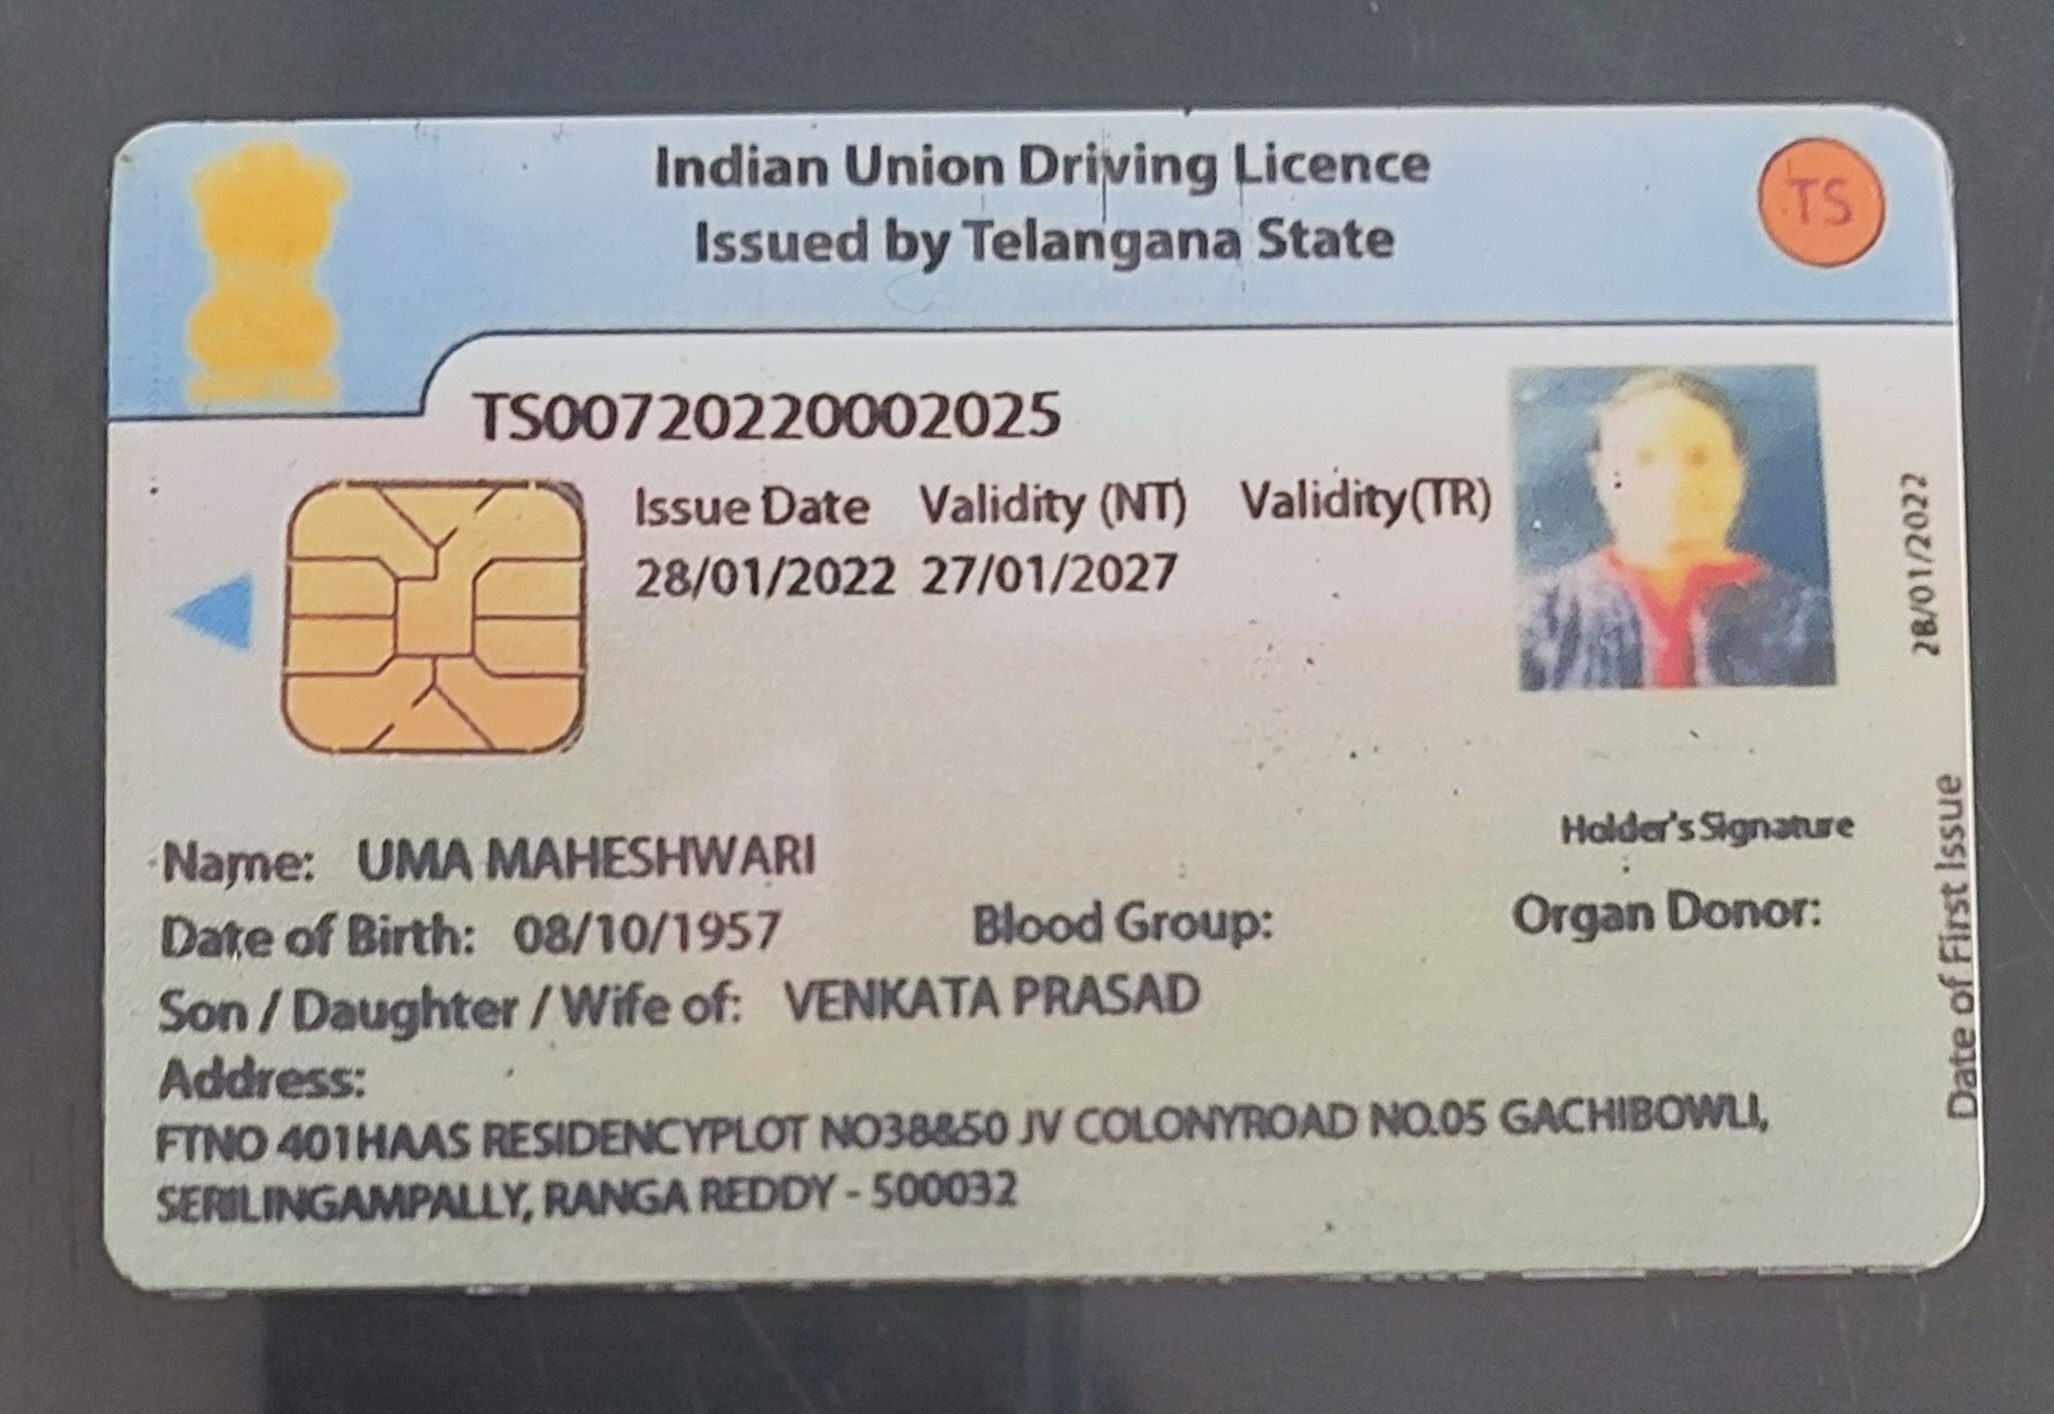 Indian Union Driving Licence
Issued by Telangana State
TS
TS00720220002025
Issue Date Validity (NT) Validity(TR)
28/01/2022 27/01/2027
28/01/2022
Date of First Issue
Holder's Signature
Name: UMA MAHESHWARI
Date of Birth: 08/10/1957 Blood Group: Organ Donor:
Son / Daughter / Wife of: VENKATA PRASAD
Address:
FTNO 401HAAS RESIDENCYPLOT NO38&50 JV COLONYROAD NO.05 GACHIBOWLI,
SERILINGAMPALLY, RANGA REDDY - 500032